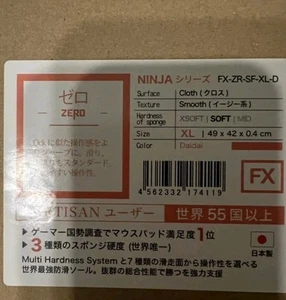 NINJA シリーズ FX-ZR-SF-XL-D
ゼロ
ZERO
Surface Cloth (クロス)
Texture Smooth (イージー系)
Hardness of sponge XSOFT | SOFT | MID
Size XL | 49 x 42 x 0.4 cm
Color Daidai
4562332174119
FX
ARTISAN ユーザー 世界 55 国以上
ゲーマー国勢調査でマウスパッド満足度 1 位
3 種類のスポンジ硬度 (世界唯一)
日本製
Multi Hardness System と7 種類の滑走面から操作性を選べる
世界最強防滑ソール。抜群の総合性能で勝つを強力支援